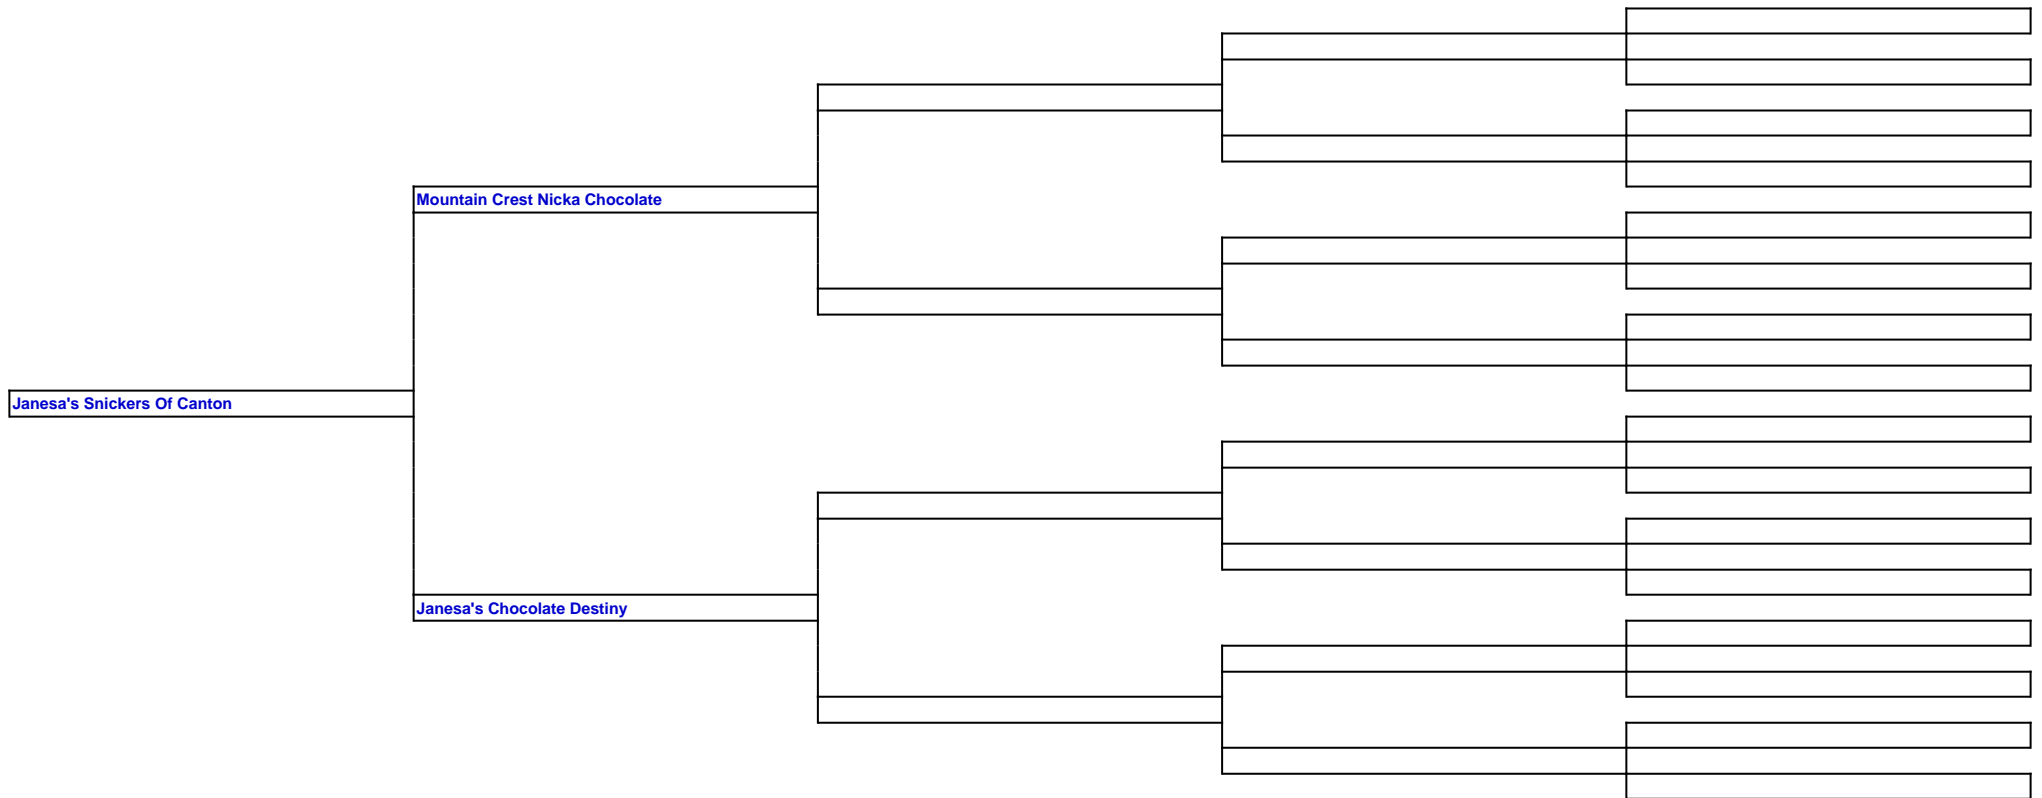 Mountain Crest Nicka Chocolate
Janesa's Snickers Of Canton
Janesa's Chocolate Destiny